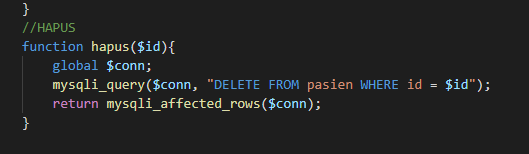 }
//HAPUS
function hapus($id){
    global $conn;
    mysqli_query($conn, "DELETE FROM pasien WHERE id = $id");
    return mysqli_affected_rows($conn);
}